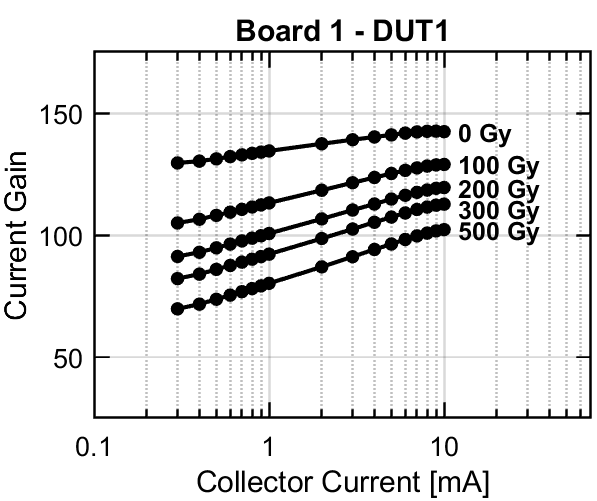 Board 1 - DUT1
Current Gain
150
100
50
0 Gy
100 Gy
200 Gy
300 Gy
500 Gy
0.1
1
10
Collector Current [mA]